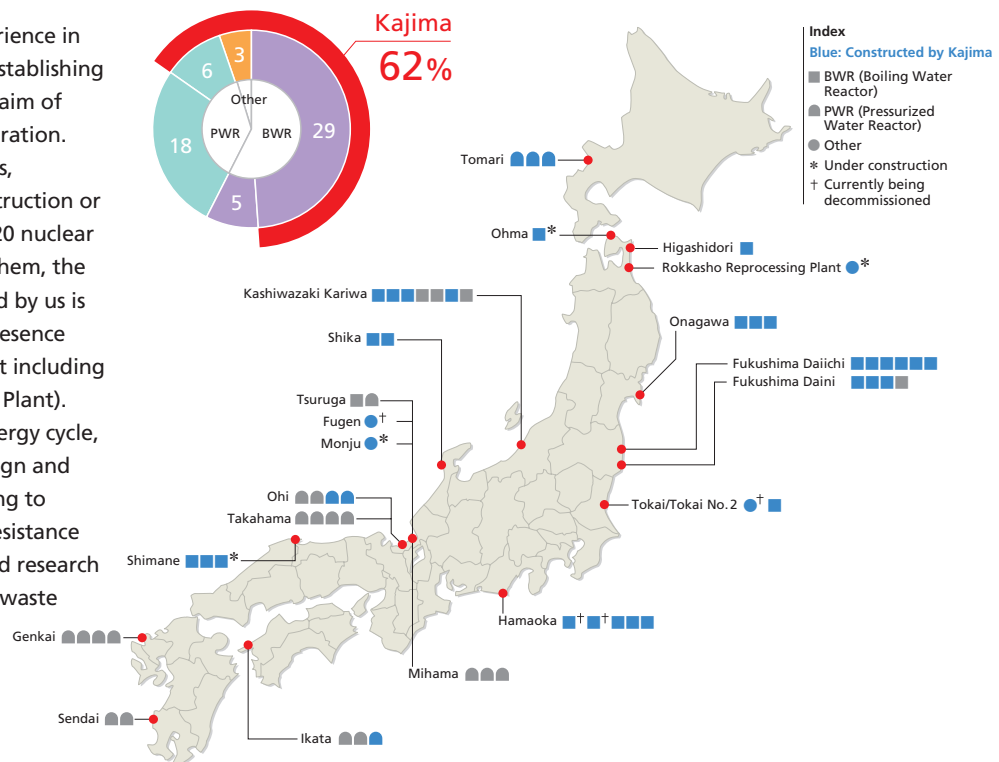 rience in
stablishing
aim of
ration.
s,
truction or
20 nuclear
hem, the
d by us is
esence
t including
Plant).
ergy cycle,
ign and
ng to
esistance
d research
waste
Kajima
62%
3
6
Other
PWR
BWR
29
18
5
Index
Blue: Constructed by Kajima
BWR (Boiling Water
Reactor)
PWR (Pressurized
Water Reactor)
Other
* Under construction
† Currently being
decommissioned
Tomari
Ohma *
Higashidori
Rokkasho Reprocessing Plant *
Kashiwazaki Kariwa
Onagawa
Shika
Fukushima Daiichi
Fukushima Daini
Tsuruga
Fugen †
Monju *
Ohi
Takahama
Tokai/Tokai No.2 †
Shimane *
Hamaoka † †
Genkai
Mihama
Sendai
Ikata